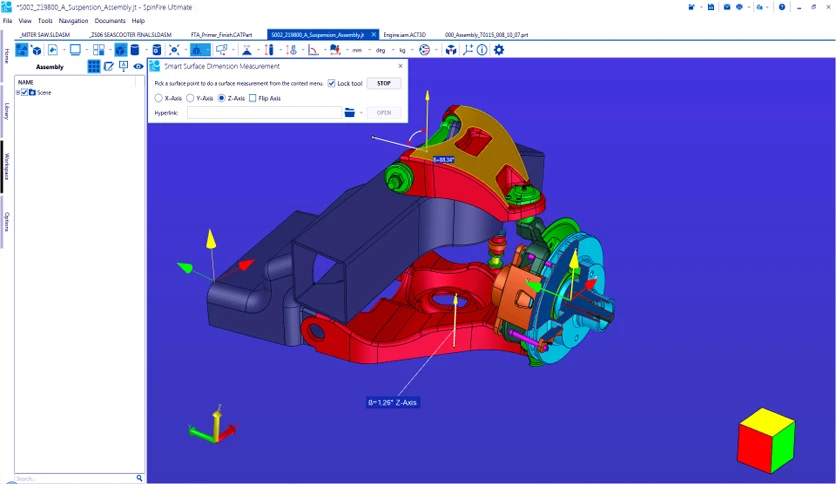 *S002_219800_A_Suspension_Assembly.jt - SpinFire Ultimate
File View Tools Navigation Documents Help
_MITER SAW.SLDASM _ZS06 SEASCOOTER FINAL.SLDASM FTA_Primer_Finish.CATPart S002_219800_A_Suspension_Assembly.jt × Engine.iam.ACT3D 000_Assembly_T0115_008_10_07.prt
mm deg kg
Home
Library
Workspace
Options
Assembly
NAME
Scene
Search...
Smart Surface Dimension Measurement
Pick a surface point to do a surface measurement from the context menu. Lock tool STOP
X-Axis Y-Axis Z-Axis Flip Axis
Hyperlink: OPEN
ß=88.34°
ß=1.26° Z-Axis
Z